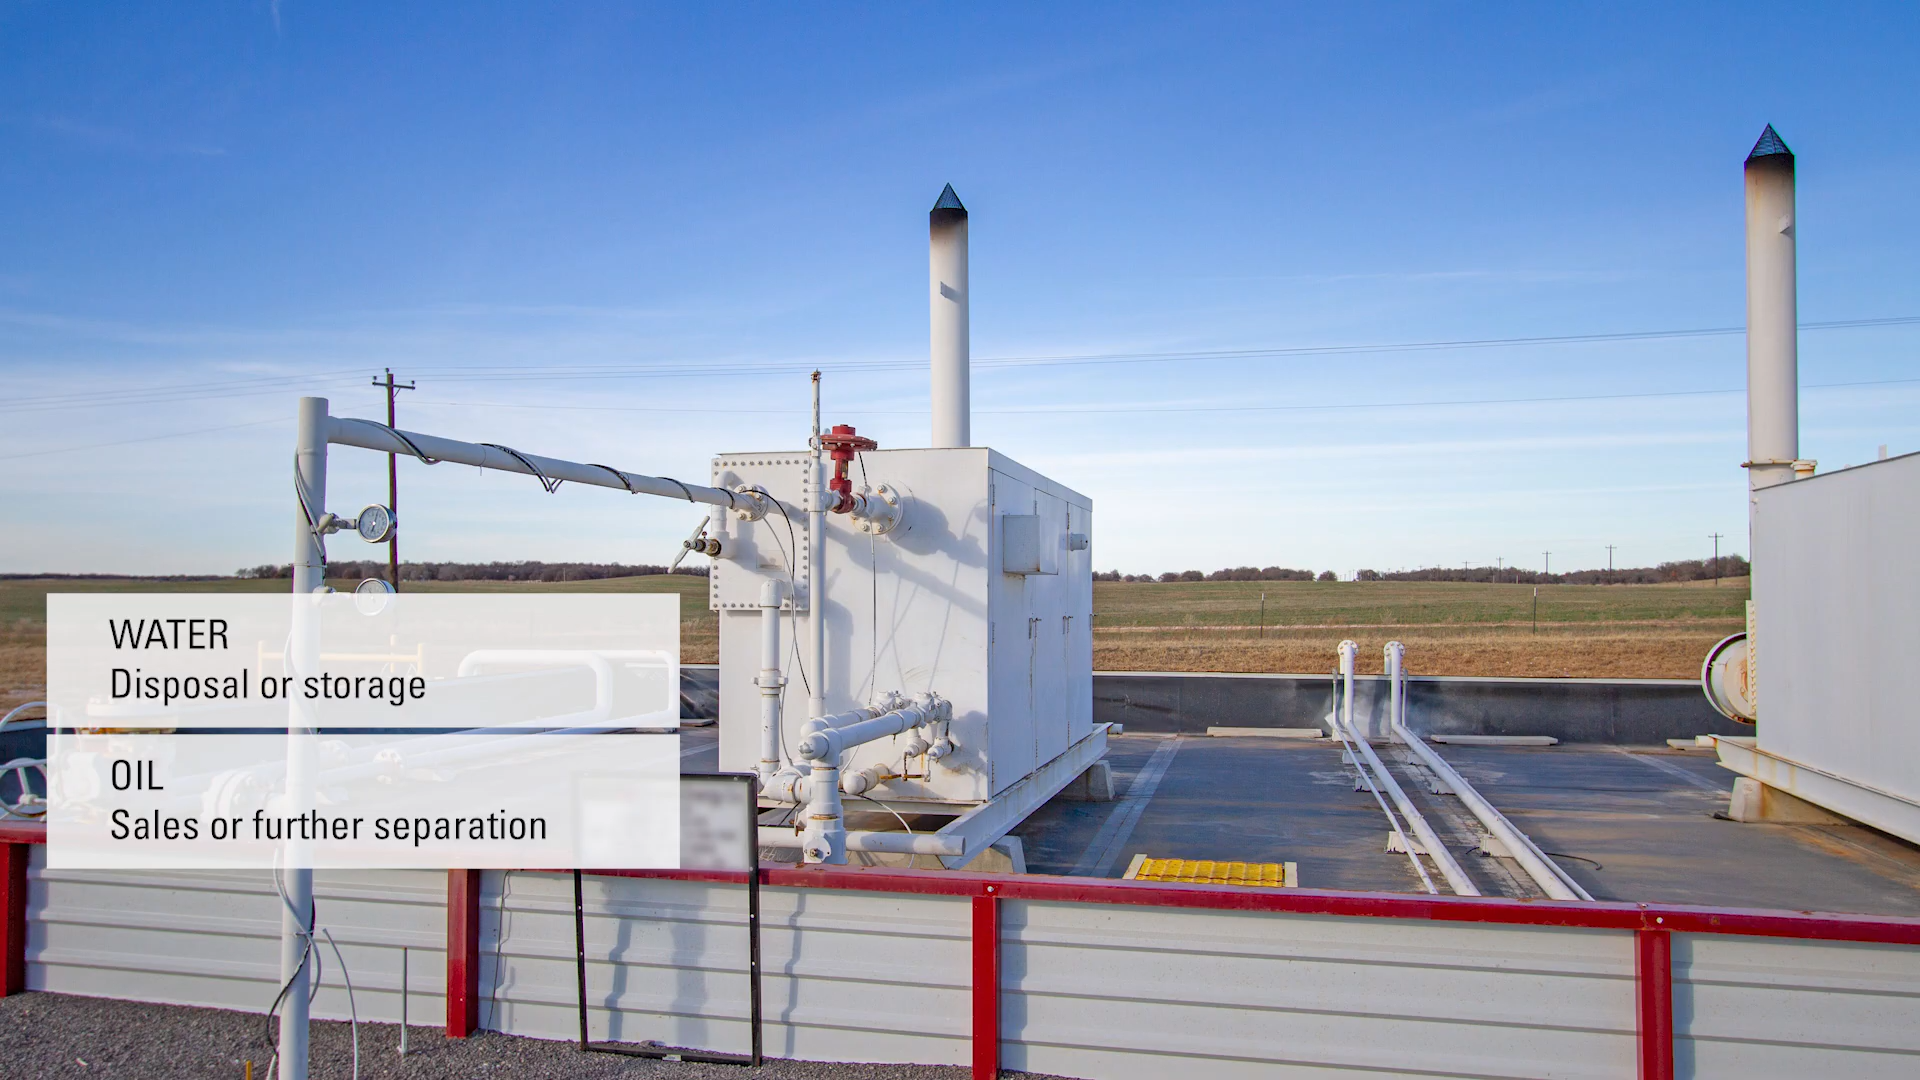 WATER
Disposal or storage
OIL
Sales or further separation